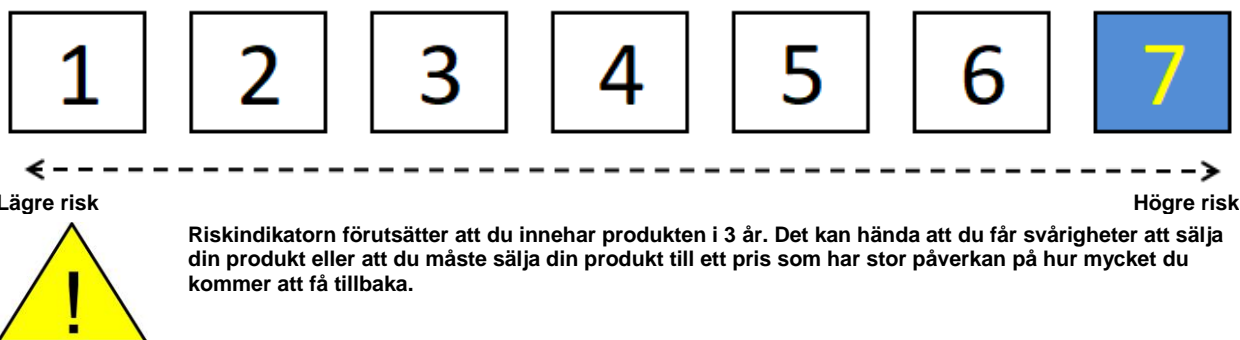 1 2 3 4 5 6 7
Lägre risk Högre risk
! Riskindikatorn förutsätter att du innehar produkten i 3 år. Det kan hända att du får svårigheter att sälja
din produkt eller att du måste sälja din produkt till ett pris som har stor påverkan på hur mycket du
kommer att få tillbaka.